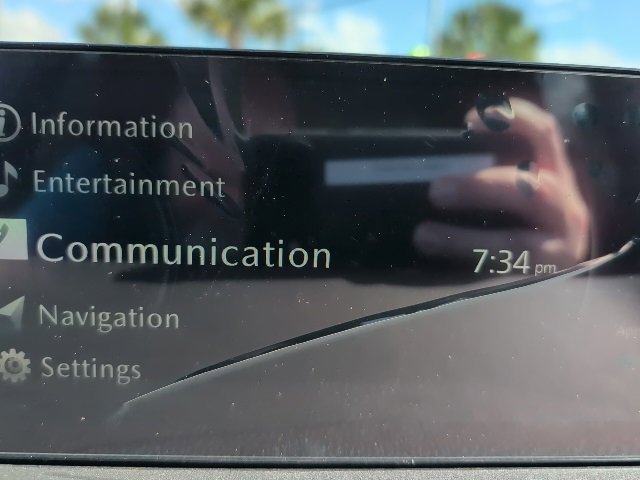 Information
Entertainment
Communication
7:34 pm
Navigation
Settings